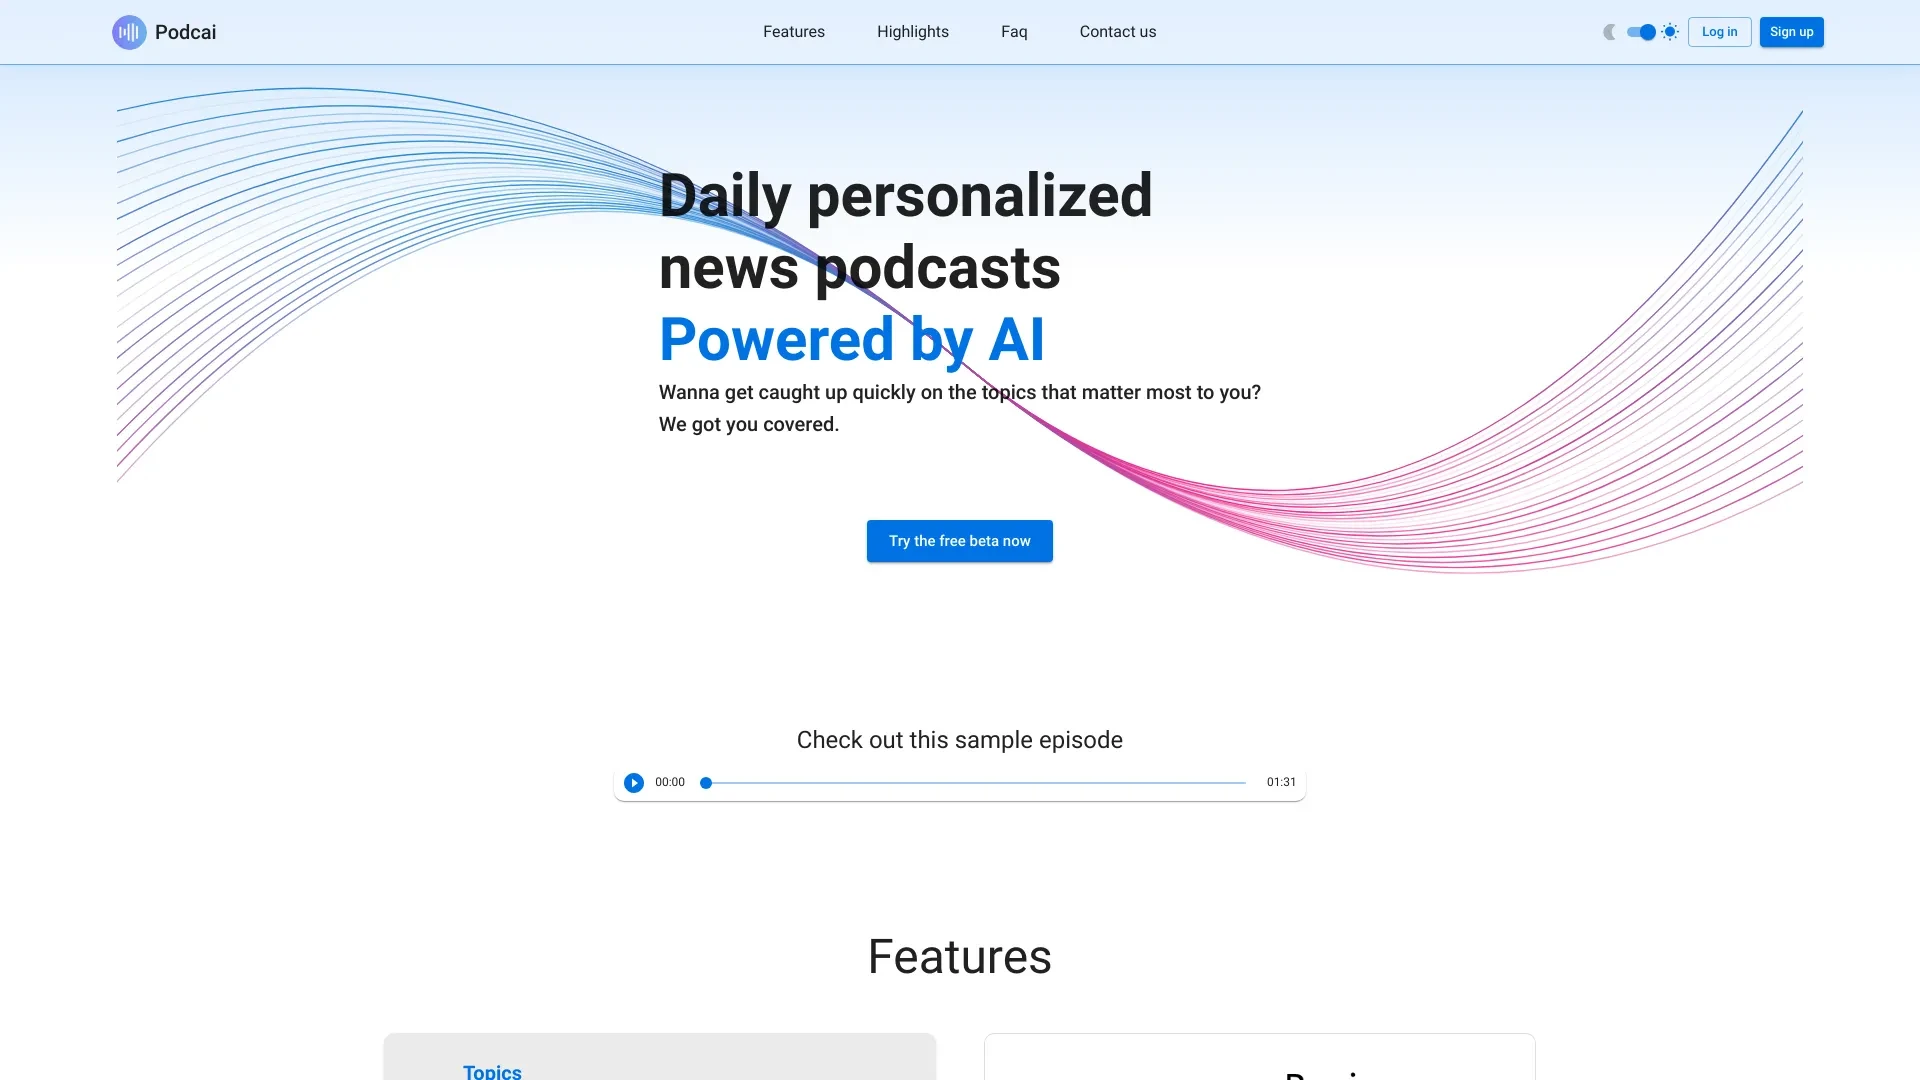 Podcai
Features
Highlights
Faq
Contact us
Log in
Sign up
Daily personalized
news podcasts
Powered by AI
Wanna get caught up quickly on the topics that matter most to you?
We got you covered.
Try the free beta now
Check out this sample episode
00:00
01:31
Features
Topics